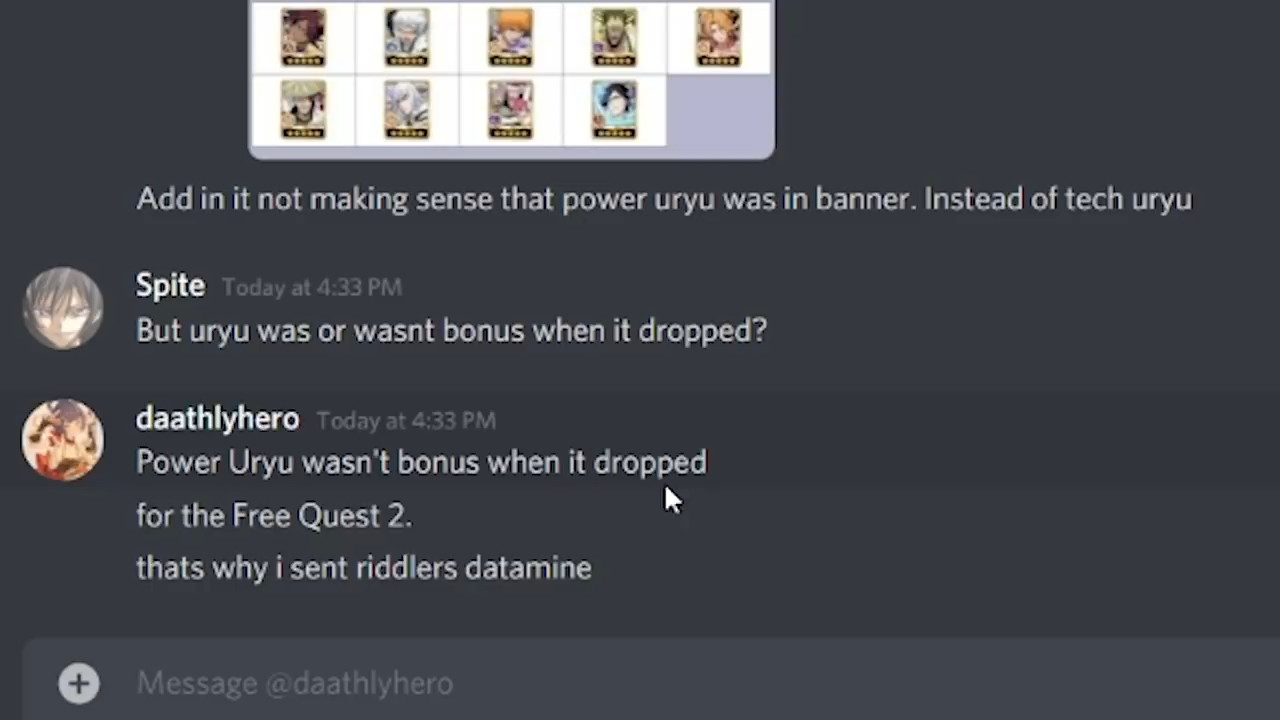 Add in it not making sense that power uryu was in banner. Instead of tech uryu
Spite Today at 4:33 PM
But uryu was or wasnt bonus when it dropped?
daathlyhero Today at 4:33 PM
Power Uryu wasn't bonus when it dropped
for the Free Quest 2.
thats why i sent riddlers datamine
Message @daathlyhero